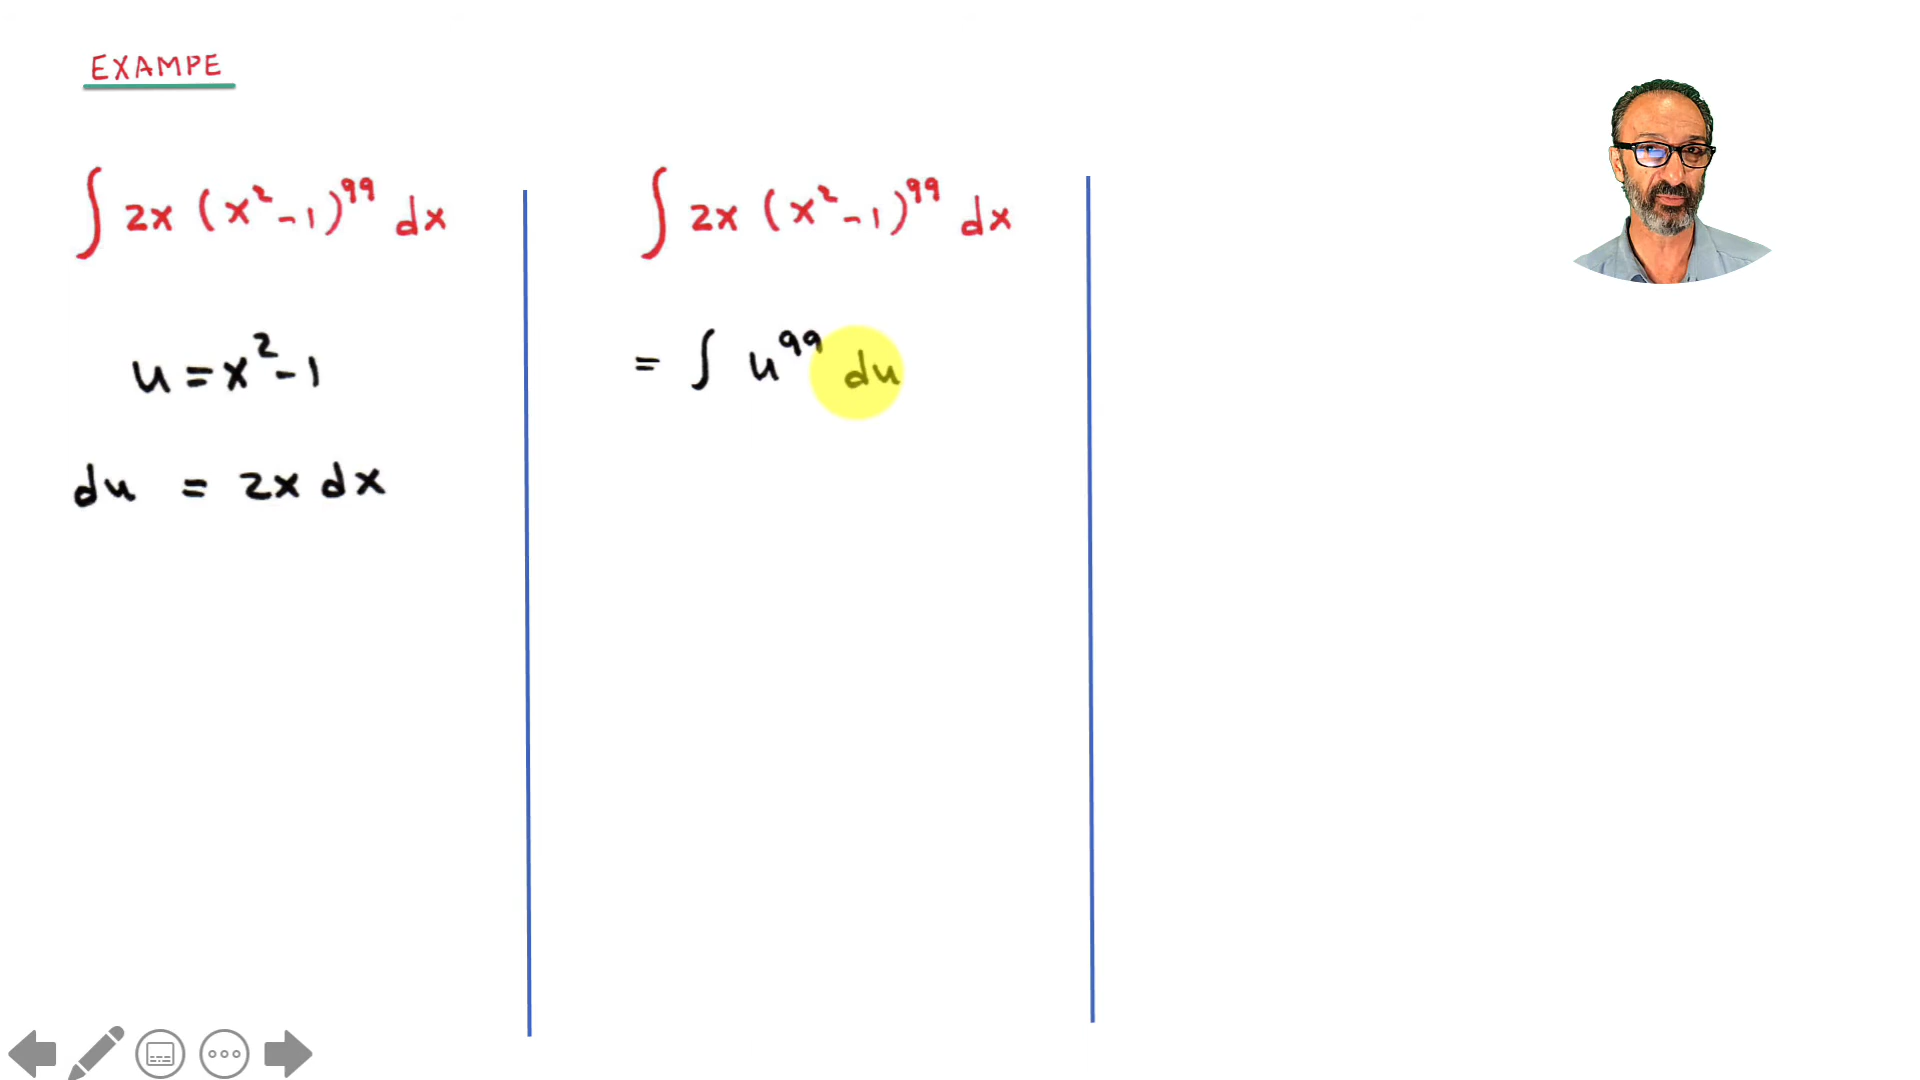 EXAMPE
∫ 2x (x² - 1)⁹⁹ dx
u = x² - 1
du = 2x dx
∫ 2x (x² - 1)⁹⁹ dx
= ∫ u⁹⁹ du